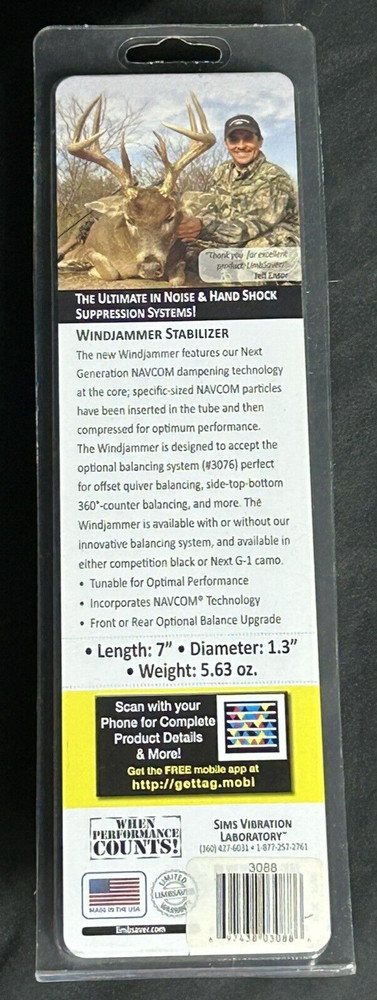 "Thank you for excellent
product, LimbSaver!"
Jeff Ensor
THE ULTIMATE IN NOISE & HAND SHOCK
SUPPRESSION SYSTEMS!
WINDJAMMER STABILIZER
The new Windjammer features our Next
Generation NAVCOM dampening technology
at the core; specific-sized NAVCOM particles
have been inserted in the tube and then
compressed for optimum performance.
The Windjammer is designed to accept the
optional balancing system (#3076) perfect
for offset quiver balancing, side-top-bottom
360°-counter balancing, and more. The
Windjammer is available with or without our
innovative balancing system, and available in
either competition black or Next G-1 camo.
• Tunable for Optimal Performance
• Incorporates NAVCOM® Technology
• Front or Rear Optional Balance Upgrade
• Length: 7" • Diameter: 1.3"
• Weight: 5.63 oz.
Scan with your
Phone for Complete
Product Details
& More!
Get the FREE mobile app at
http://gettag.mobi
WHEN
PERFORMANCE
COUNTS!
SIMS VIBRATION
LABORATORY™
(360) 427-6031 • 1-877-257-2761
MADE IN THE USA
LIMITED
LIMBSAVER
WARRANTY
3088
97438 03088
limbsaver.com